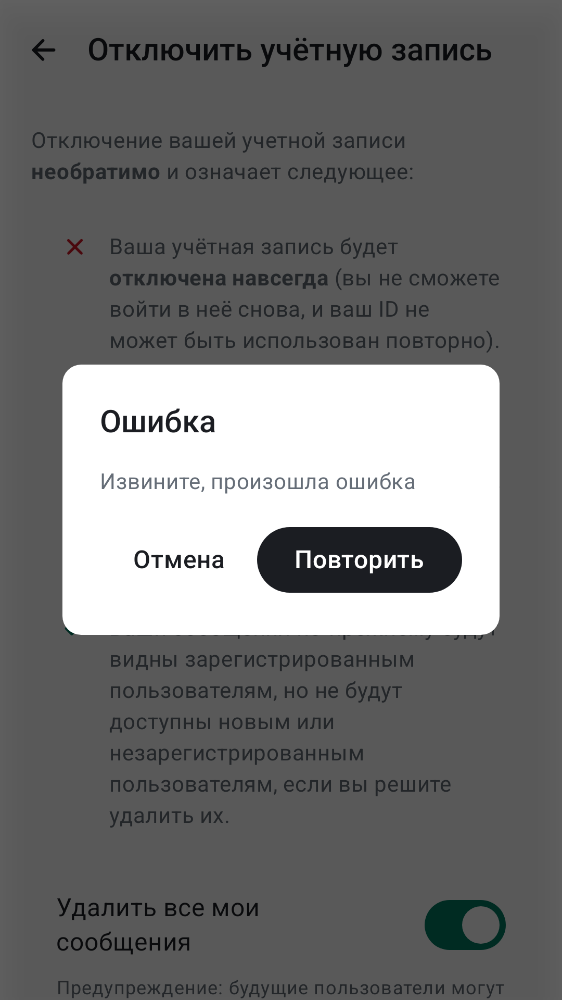 Отключить учётную запись
Отключение вашей учетной записи
необратимо и означает следующее:
Ваша учётная запись будет
отключена навсегда (вы не сможете
войти в неё снова, и ваш ID не
может быть использован повторно).
Ошибка
Извините, произошла ошибка
Отмена
Повторить
видны зарегистрированным
пользователям, но не будут
доступны новым или
незарегистрированным
пользователям, если вы решите
удалить их.
Удалить все мои
сообщения
Предупреждение: будущие пользователи могут